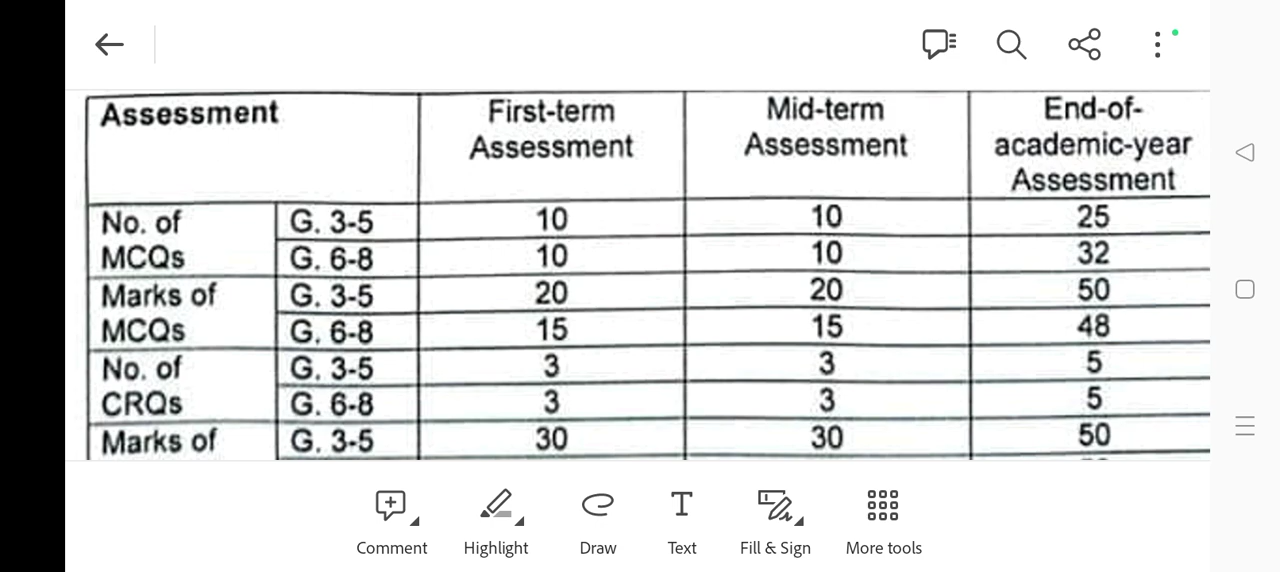 Assessment First-term Assessment Mid-term Assessment End-of-academic-year Assessment
No. of MCQs G. 3-5 10 10 25
G. 6-8 10 10 32
Marks of MCQs G. 3-5 20 20 50
G. 6-8 15 15 48
No. of CRQs G. 3-5 3 3 5
G. 6-8 3 3 5
Marks of G. 3-5 30 30 50
Comment Highlight Draw Text Fill & Sign More tools